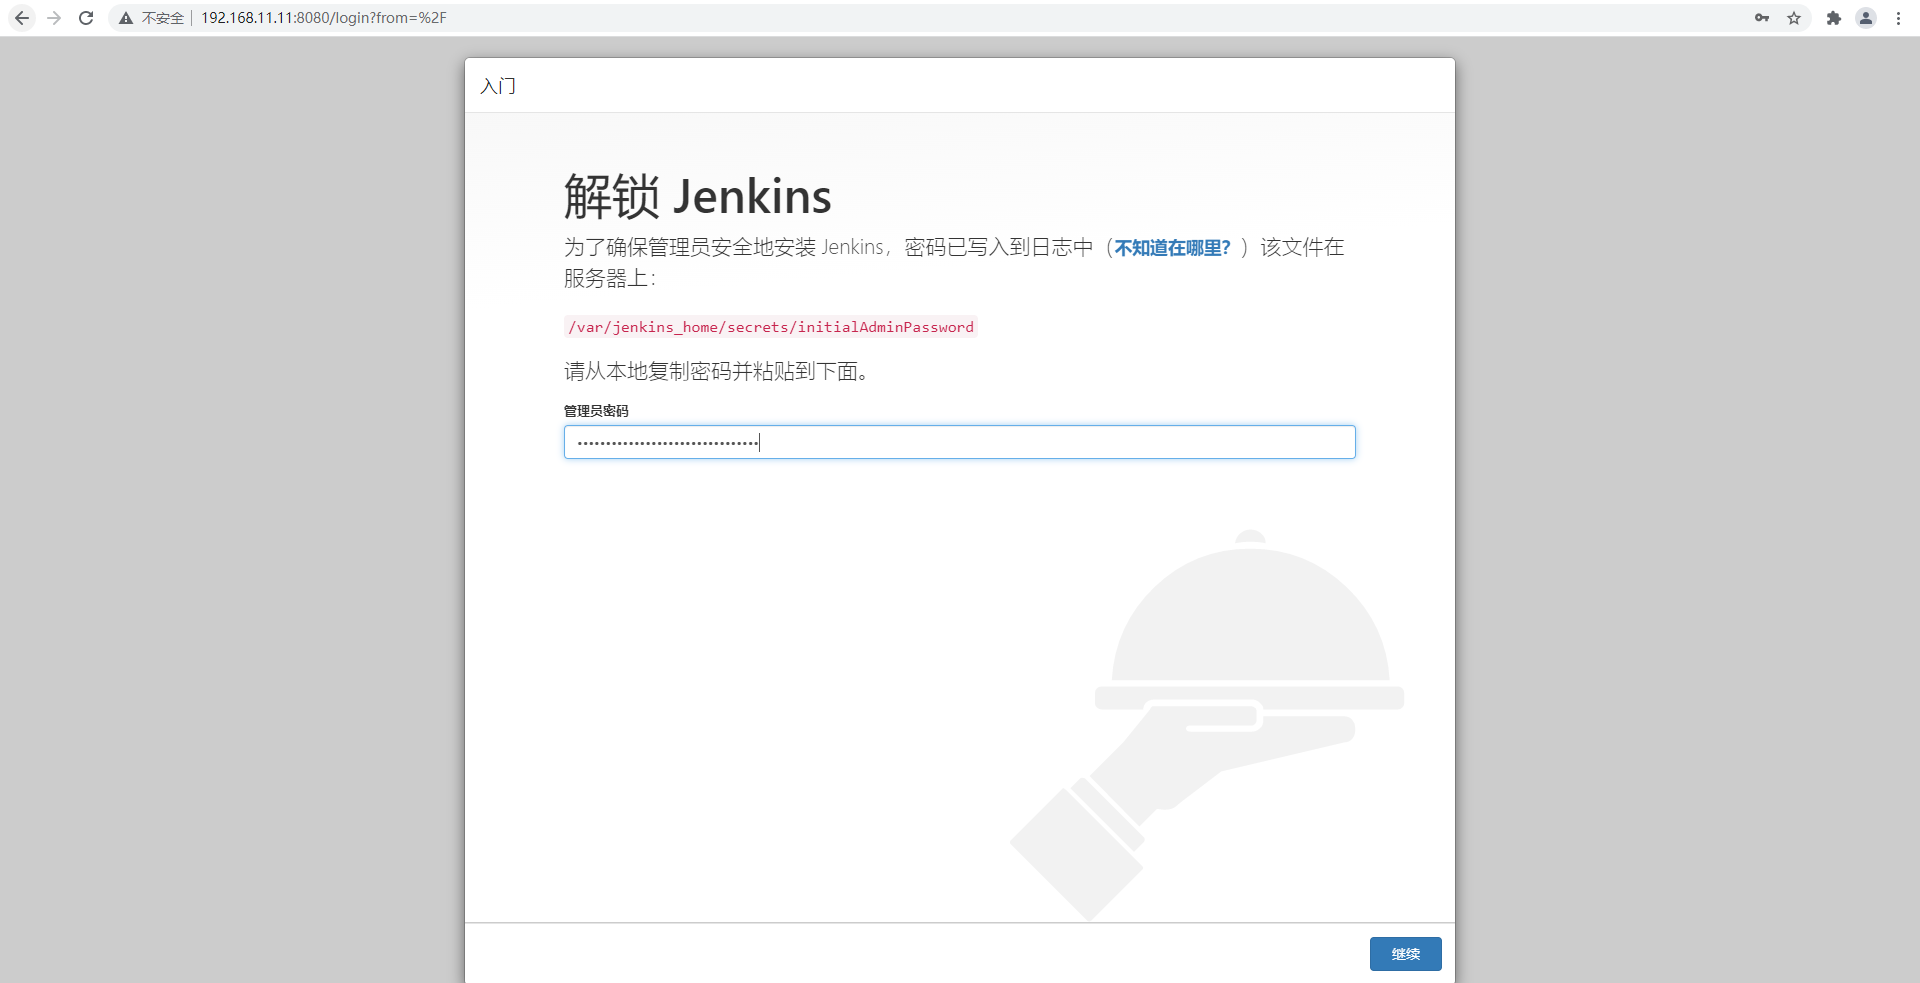 不安全 192.168.11.11:8080/login?from=%2F
入门
解锁 Jenkins
为了确保管理员安全地安装 Jenkins，密码已写入到日志中（不知道在哪里？）该文件在
服务器上：
/var/jenkins_home/secrets/initialAdminPassword
请从本地复制密码并粘贴到下面。
管理员密码
继续